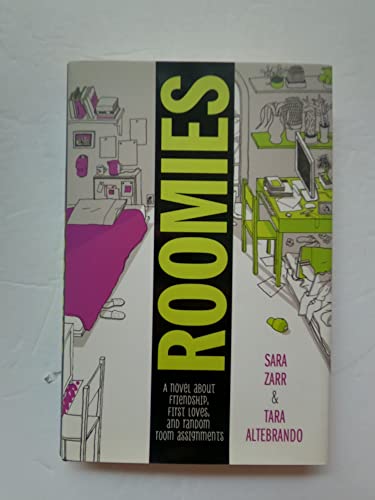 ROOMIES
A NOVEL ABOUT
FRIENDSHIP,
FIRST LOVES,
AND RANDOM
ROOM ASSIGNMENTS
SARA
ZARR
&
TARA
ALTEBRANDO